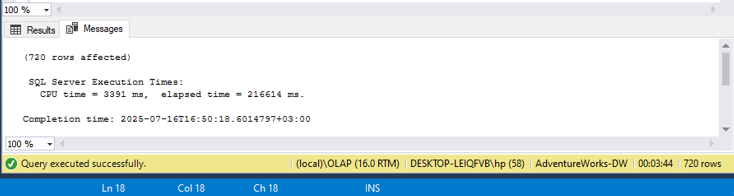 100 %
Results Messages
(720 rows affected)
SQL Server Execution Times:
CPU time = 3391 ms,  elapsed time = 216614 ms.
Completion time: 2025-07-16T16:50:18.6014797+03:00
100 %
Query executed successfully. (local)\OLAP (16.0 RTM) DESKTOP-LEIQFVB\hp (58) AdventureWorks-DW 00:03:44 720 rows
Ln 18 Col 18 Ch 18 INS